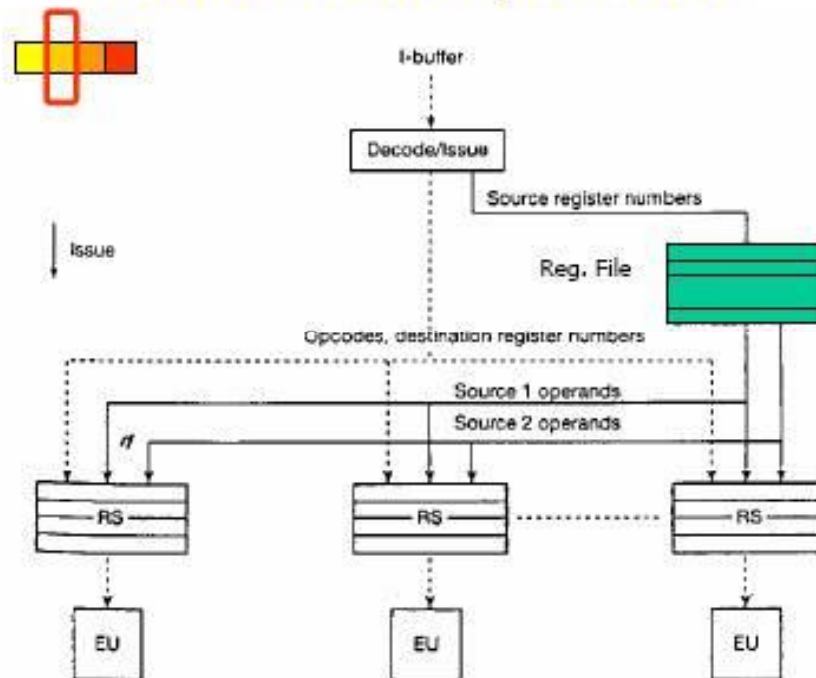 I-buffer
Decode/Issue
Source register numbers
Issue
Reg. File
Opcodes, destination register numbers
Source 1 operands
Source 2 operands
RS
RS
RS
EU
EU
EU